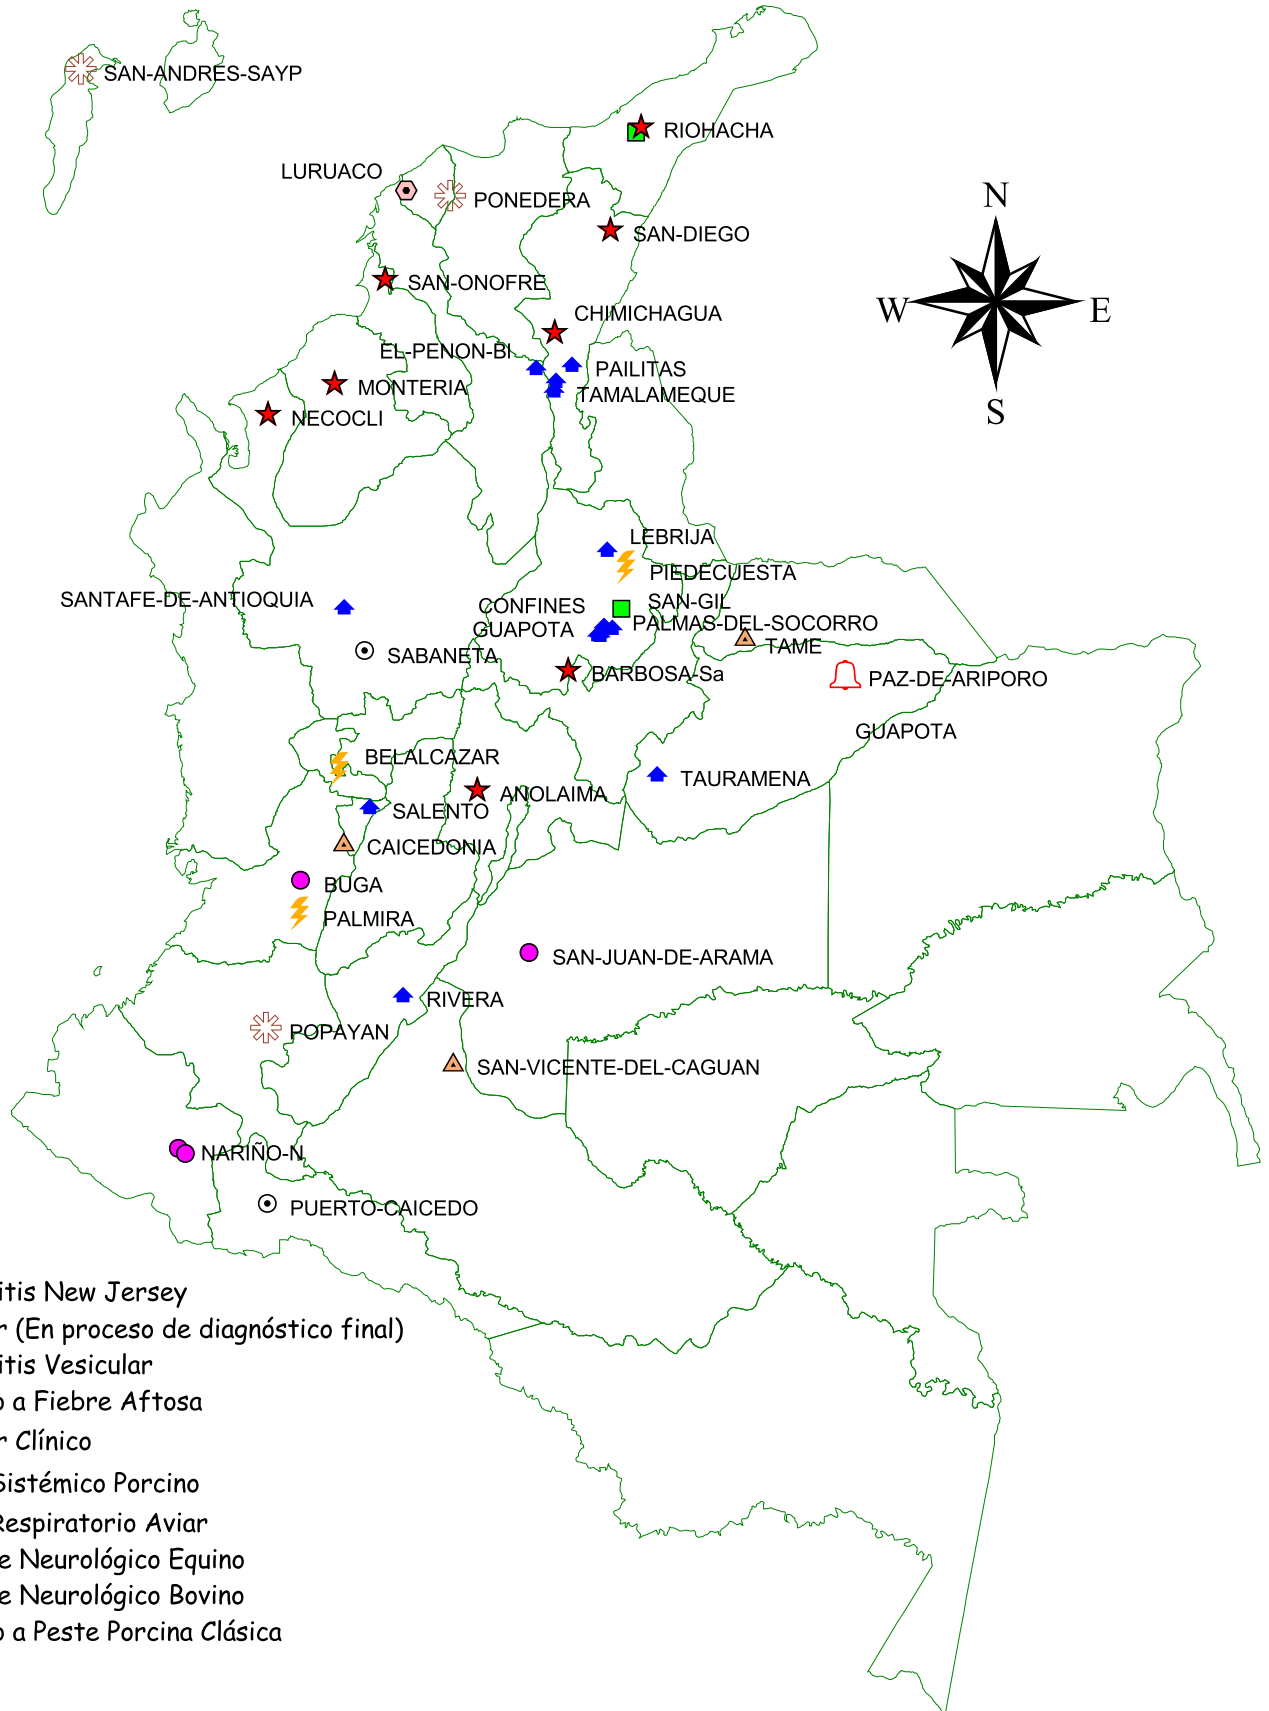 SAN-ANDRES-SAYP
RIOHACHA
LURUACO
PONEDERA
SAN-DIEGO
N
W
E
S
SAN-ONOFRE
CHIMICHAGUA
EL-PENON-BI
PAILITAS
MONTERIA
TAMALAMEQUE
NECOCLI
LEBRIJA
PIEDECUESTA
SANTAFE-DE-ANTIOQUIA
CONFINES
SAN-GIL
GUAPOTA
PALMAS-DEL-SOCORRO
TAME
SABANETA
BARBOSA-Sa
PAZ-DE-ARIPORO
GUAPOTA
BELALCAZAR
TAURAMENA
ANOLAIMA
SALENTO
CAICEDONIA
BUGA
PALMIRA
SAN-JUAN-DE-ARAMA
RIVERA
POPAYAN
SAN-VICENTE-DEL-CAGUAN
NARIÑO-N
PUERTO-CAICEDO
itis New Jersey
r (En proceso de diagnóstico final)
itis Vesicular
o a Fiebre Aftosa
r Clínico
Sistémico Porcino
Respiratorio Aviar
e Neurológico Equino
e Neurológico Bovino
o a Peste Porcina Clásica